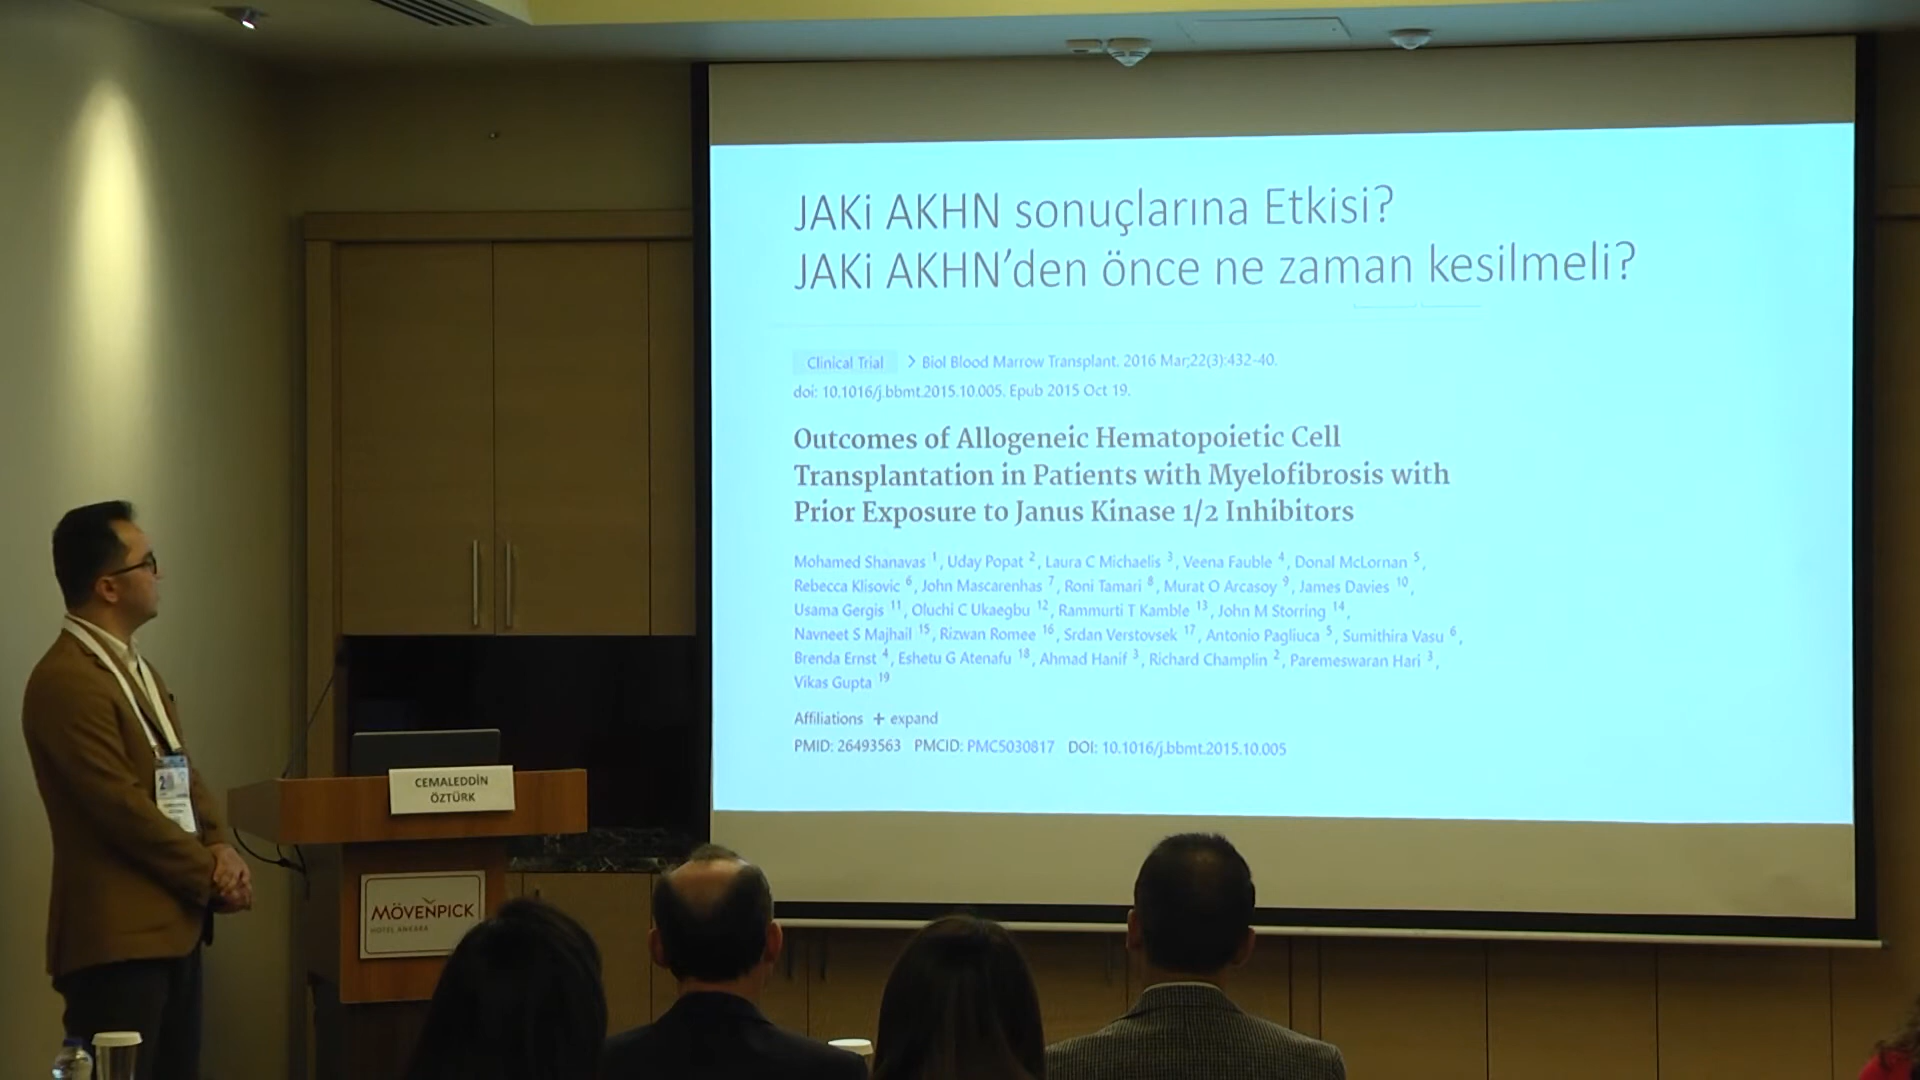 JAKi AKHN sonuçlarına Etkisi?
JAKi AKHN'den önce ne zaman kesilmeli?
Clinical Trial > Biol Blood Marrow Transplant. 2016 Mar;22(3):432-40.
doi: 10.1016/j.bbmt.2015.10.005. Epub 2015 Oct 19.
Outcomes of Allogeneic Hematopoietic Cell
Transplantation in Patients with Myelofibrosis with
Prior Exposure to Janus Kinase 1/2 Inhibitors
Mohamed Shanavas 1, Uday Popat 2, Laura C Michaelis 3, Veena Fauble 4, Donal McLornan 5,
Rebecca Klisovic 6, John Mascarenhas 7, Roni Tamari 8, Murat O Arcasoy 9, James Davies 10,
Usama Gergis 11, Oluchi C Ukaegbu 12, Rammurti T Kamble 13, John M Storring 14,
Navneet S Majhail 15, Rizwan Romee 16, Srdan Verstovsek 17, Antonio Pagliuca 5, Sumithira Vasu 6,
Brenda Ernst 4, Eshetu G Atenafu 18, Ahmad Hanif 3, Richard Champlin 2, Paremeswaran Hari 3,
Vikas Gupta 19
Affiliations + expand
PMID: 26493563 PMCID: PMC5030817 DOI: 10.1016/j.bbmt.2015.10.005
CEMALEDDİN
ÖZTÜRK
MÖVENPICK
HOTEL ANKARA